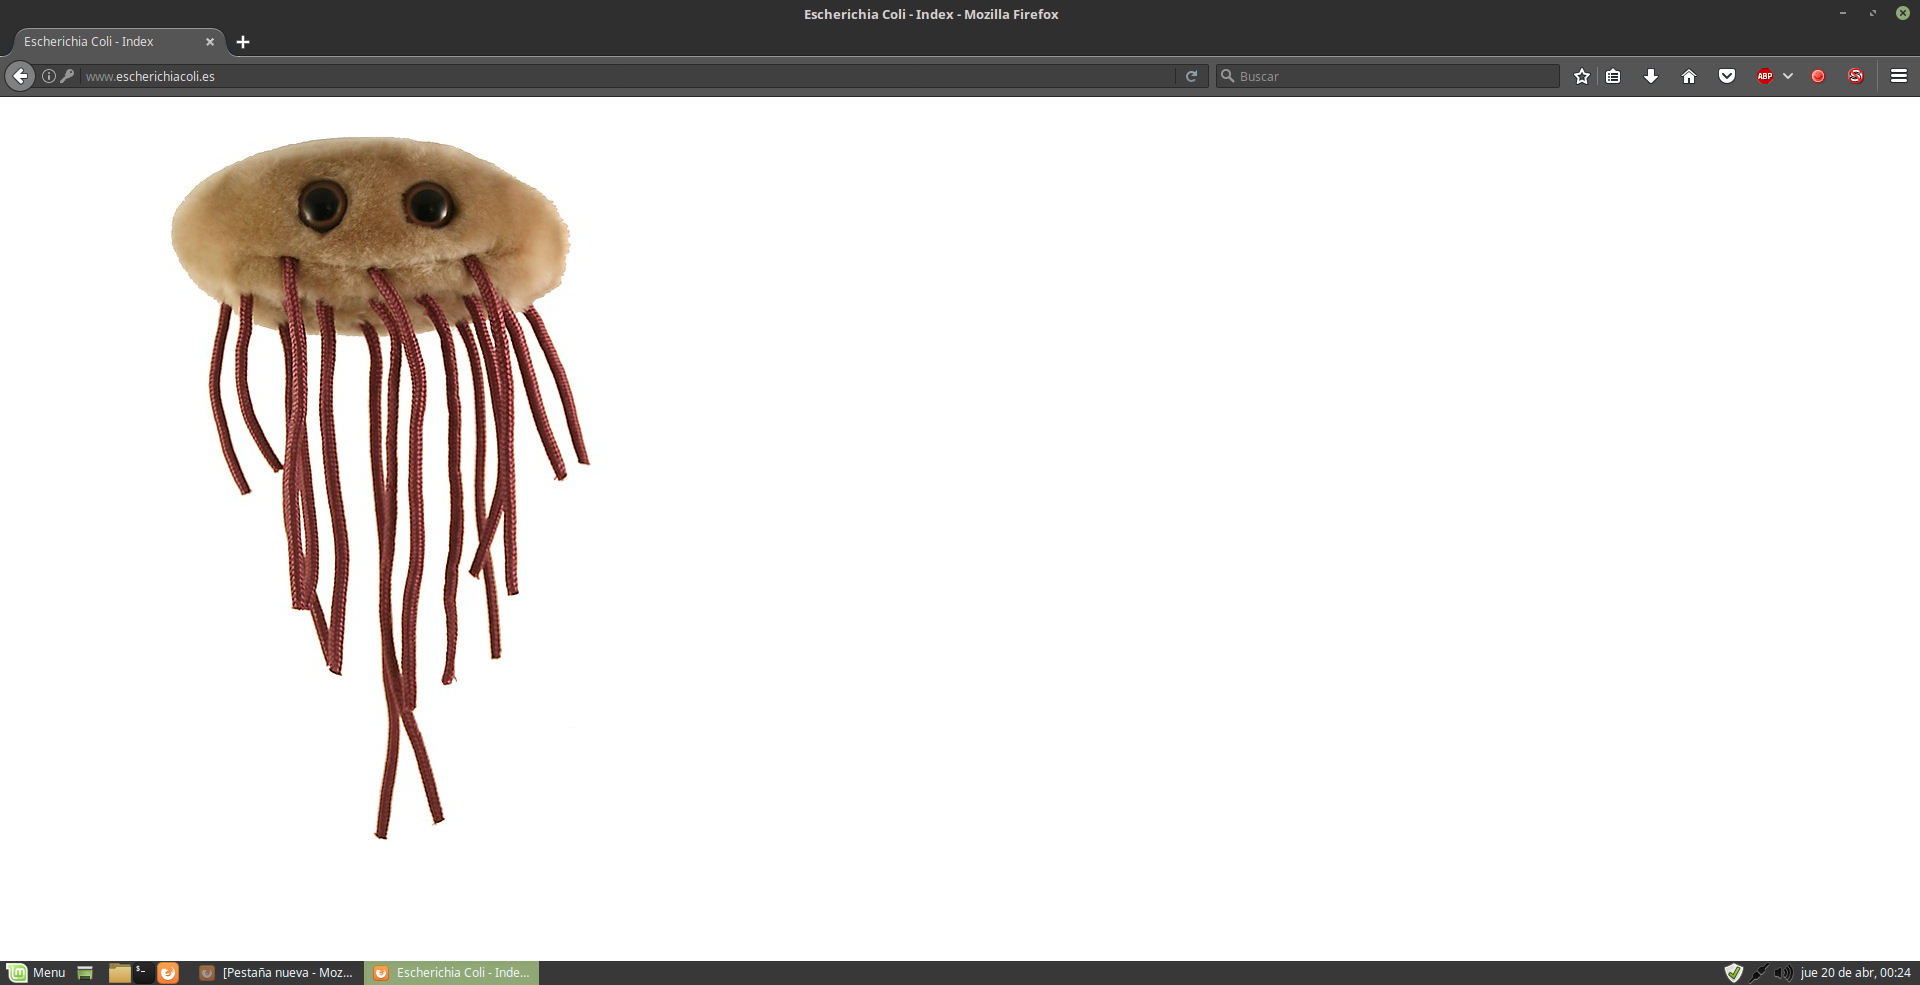 Escherichia Coli - Index - Mozilla Firefox
Escherichia Coli - Index
www.escherichiacoli.es
Buscar
ABP
S
$-
Menu
[Pestaña nueva - Moz...
Escherichia Coli - Inde...
jue 20 de abr, 00:24